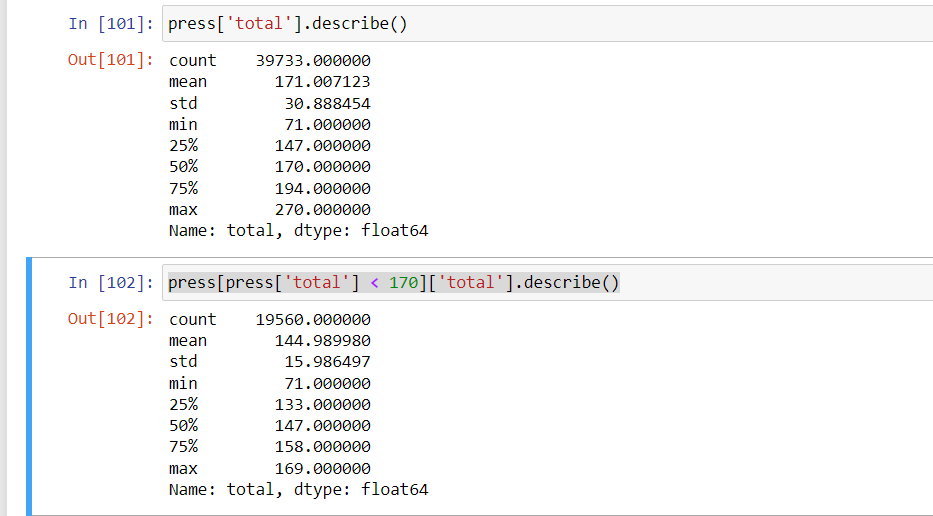 In [101]: press['total'].describe()
Out[101]: count    39733.000000
mean       171.007123
std         30.888454
min         71.000000
25%        147.000000
50%        170.000000
75%        194.000000
max        270.000000
Name: total, dtype: float64
In [102]: press[press['total'] < 170]['total'].describe()
Out[102]: count    19560.000000
mean       144.989980
std         15.986497
min         71.000000
25%        133.000000
50%        147.000000
75%        158.000000
max        169.000000
Name: total, dtype: float64